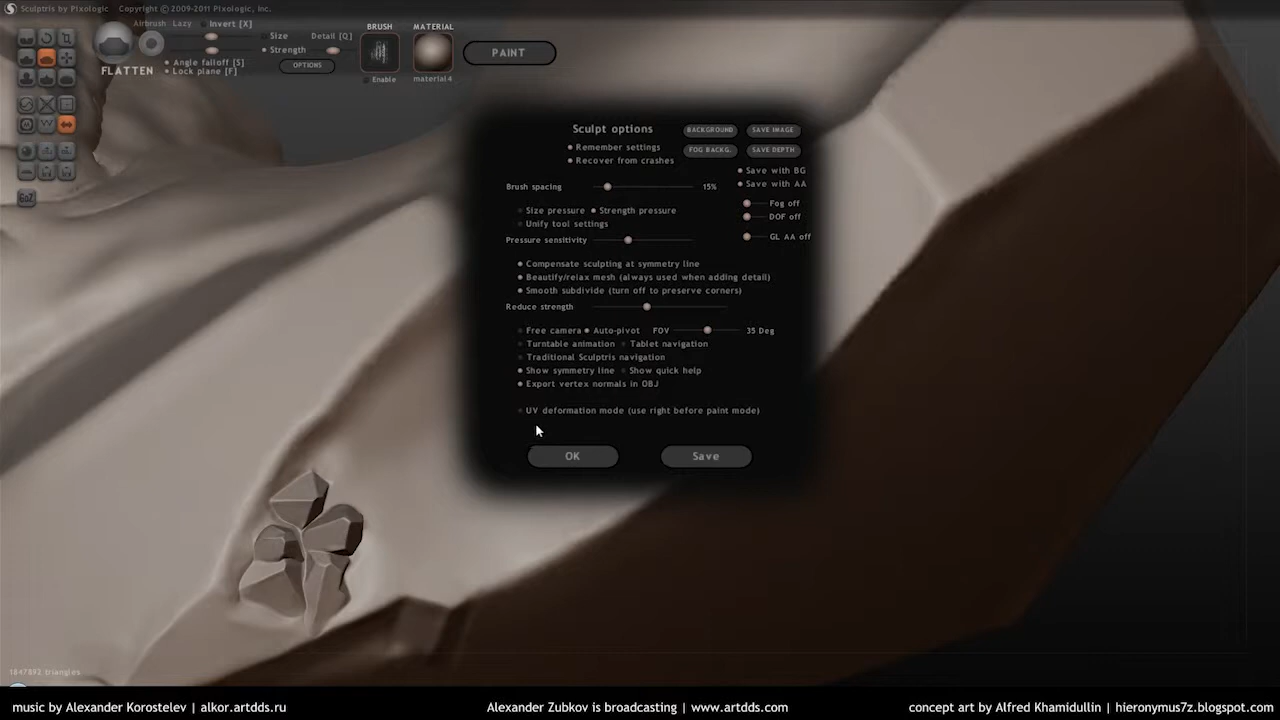 Sculptris by Pixologic Copyright © 2009-2011 Pixologic, Inc.
Airbrush Lazy Invert [X]
Size Detail [Q]
Strength
Angle falloff [S] OPTIONS
FLATTEN Lock plane [F]
BRUSH MATERIAL
PAINT
Enable material4
GoZ
Sculpt options BACKGROUND SAVE IMAGE
Remember settings FOG BACKG. SAVE DEPTH
Recover from crashes
Save with BG
Save with AA
Brush spacing 15%
Fog off
Size pressure Strength pressure DOF off
Unify tool settings
Pressure sensitivity GL AA off
Compensate sculpting at symmetry line
Beautify/relax mesh (always used when adding detail)
Smooth subdivide (turn off to preserve corners)
Reduce strength
Free camera Auto-pivot FOV 35 Deg
Turntable animation Tablet navigation
Traditional Sculptris navigation
Show symmetry line Show quick help
Export vertex normals in OBJ
UV deformation mode (use right before paint mode)
OK Save
1847892 triangles
music by Alexander Korostelev | alkor.artdds.ru Alexander Zubkov is broadcasting | www.artdds.com concept art by Alfred Khamidullin | hieronymus7z.blogspot.com